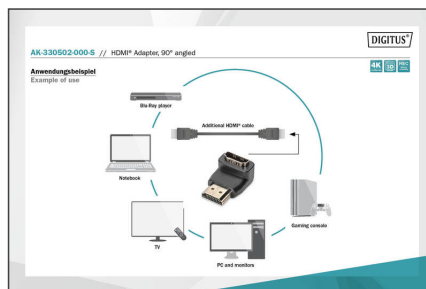 DIGITUS®
AK-330502-000-S // HDMI® Adapter, 90° angled
4K
3D
HEC
Anwendungsbeispiel
Example of use
Blu Ray player
Additional HDMI® cable
Notebook
Gaming console
TV
PC and monitors